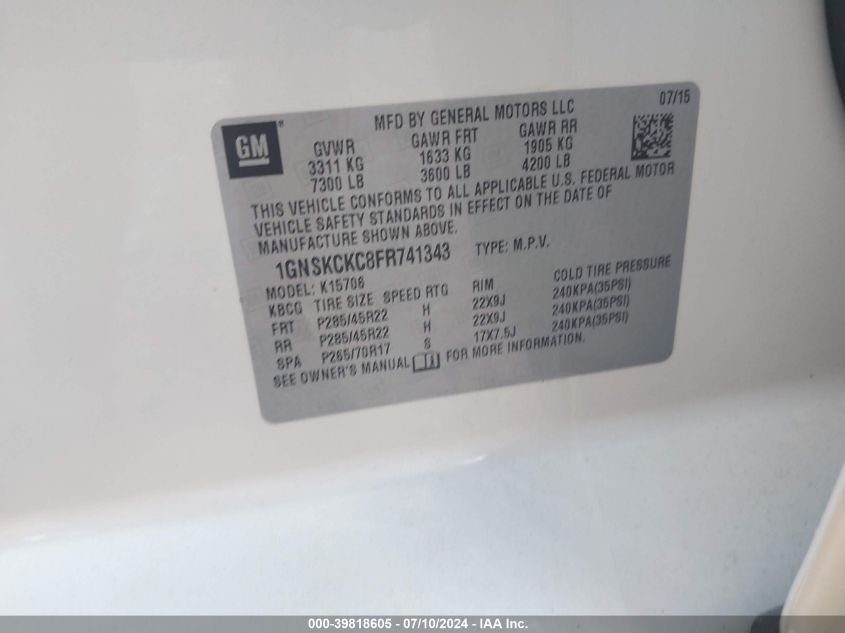 MFD BY GENERAL MOTORS LLC 07/15
GM
GVWR GAWR FRT GAWR RR
3311 KG 1633 KG 1905 KG
7300 LB 3600 LB 4200 LB
THIS VEHICLE CONFORMS TO ALL APPLICABLE U.S. FEDERAL MOTOR
VEHICLE SAFETY STANDARDS IN EFFECT ON THE DATE OF
MANUFACTURE SHOWN ABOVE.
1GNSKCKC8FR741343 TYPE: M.P.V.
MODEL: K15706
KBCG TIRE SIZE SPEED RTG RIM COLD TIRE PRESSURE
FRT P285/45R22 H 22X9J 240KPA(35PSI)
RR P285/45R22 H 22X9J 240KPA(35PSI)
SPA P265/70R17 S 17X7.5J 240KPA(35PSI)
SEE OWNER'S MANUAL FOR MORE INFORMATION.
000-39818605 - 07/10/2024 - IAA Inc.